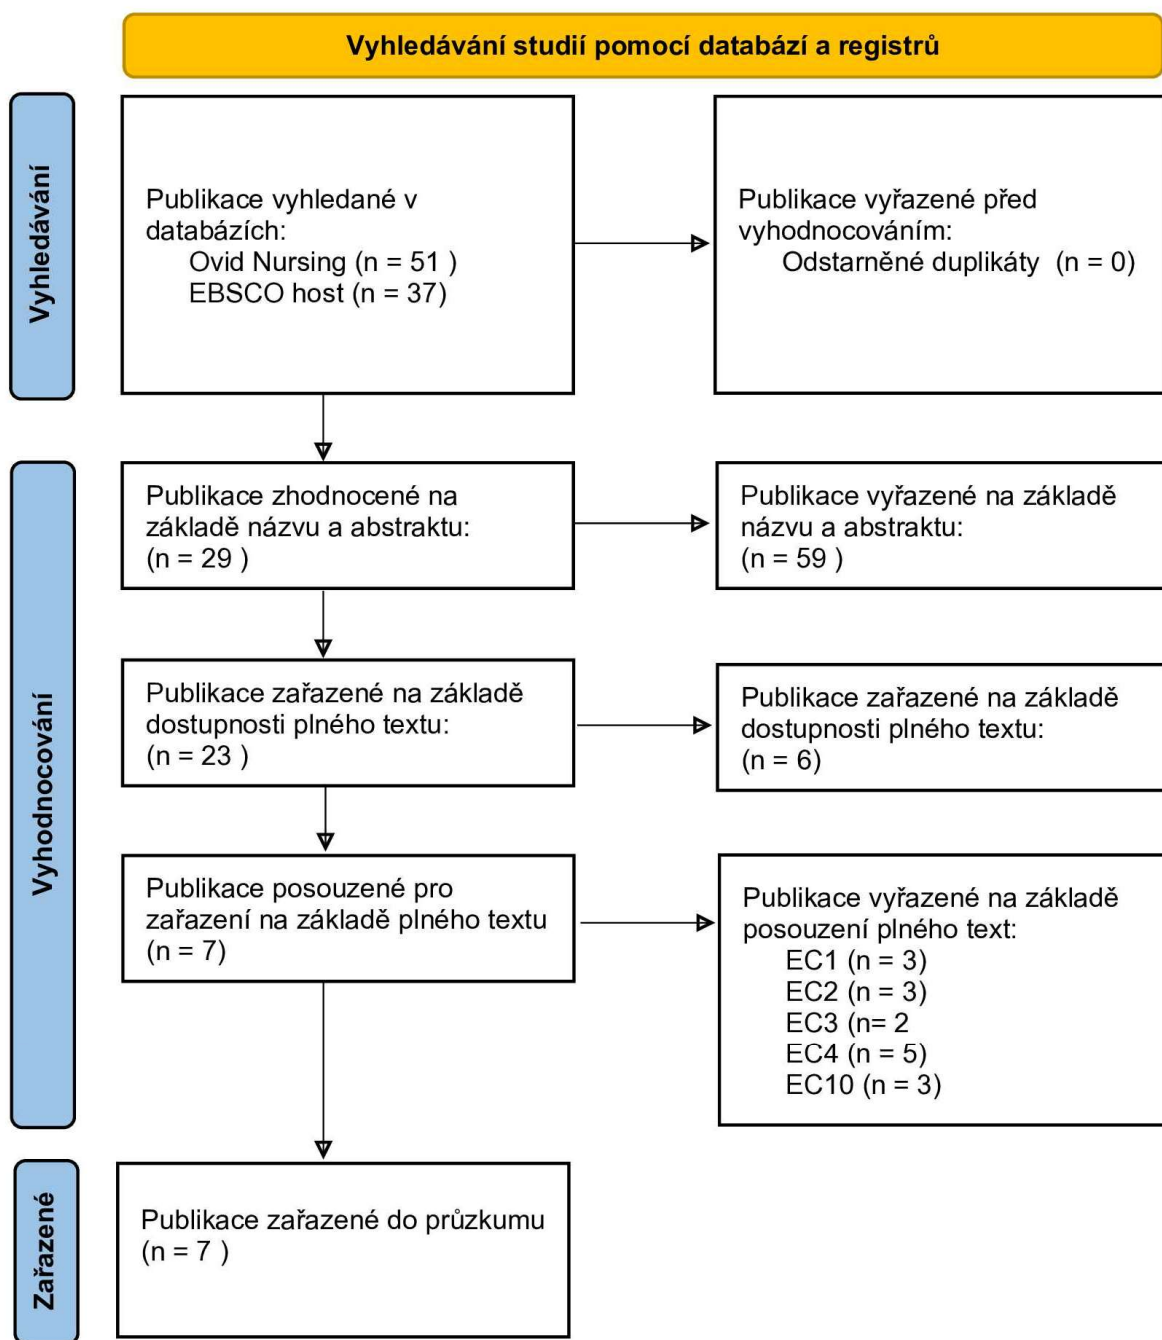 Vyhledávání studií pomocí databází a registrů
Vyhledávání
Publikace vyhledané v
databázích:
Ovid Nursing (n = 51 )
EBSCO host (n = 37)
Publikace vyřazené před
vyhodnocováním:
Odstarněné duplikáty  (n = 0)
Vyhodnocování
Publikace zhodnocené na
základě názvu a abstraktu:
(n = 29 )
Publikace vyřazené na základě
názvu a abstraktu:
(n = 59 )
Publikace zařazené na základě
dostupnosti plného textu:
(n = 23 )
Publikace zařazené na základě
dostupnosti plného textu:
(n = 6)
Publikace posouzené pro
zařazení na základě plného textu
(n = 7)
Publikace vyřazené na základě
posouzení plného text:
EC1 (n = 3)
EC2 (n = 3)
EC3 (n= 2
EC4 (n = 5)
EC10 (n = 3)
Zařazené
Publikace zařazené do průzkumu
(n = 7 )